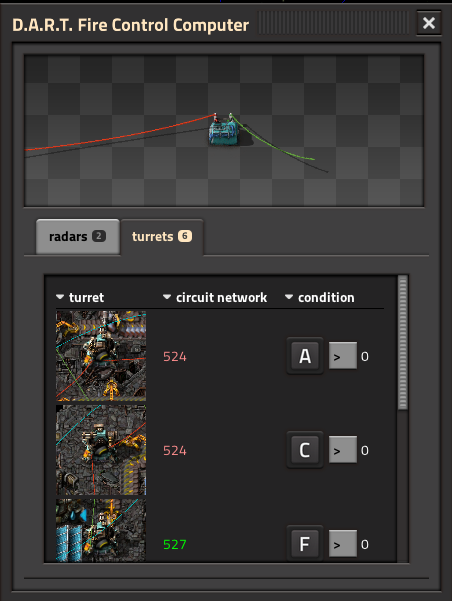 D.A.R.T. Fire Control Computer
radars 2 turrets 6
turret circuit network condition
524 A > 0
524 C > 0
527 F > 0